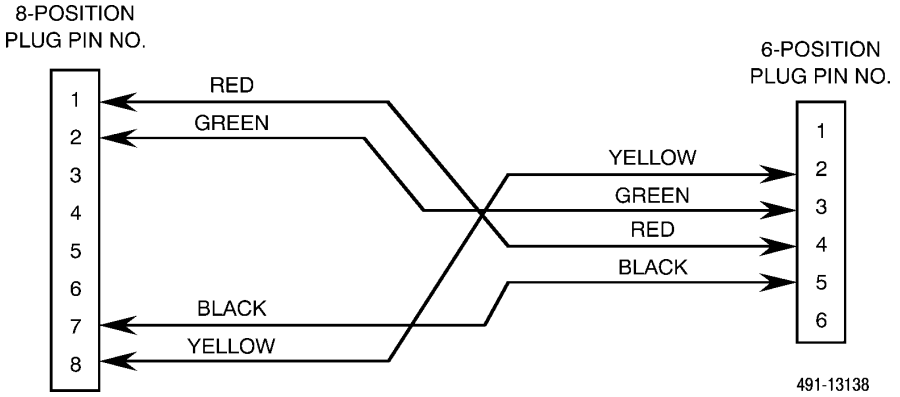 8-POSITION
PLUG PIN NO.
6-POSITION
PLUG PIN NO.
1
2
3
4
5
6
7
8
RED
GREEN
BLACK
YELLOW
YELLOW
GREEN
RED
BLACK
1
2
3
4
5
6
491-13138